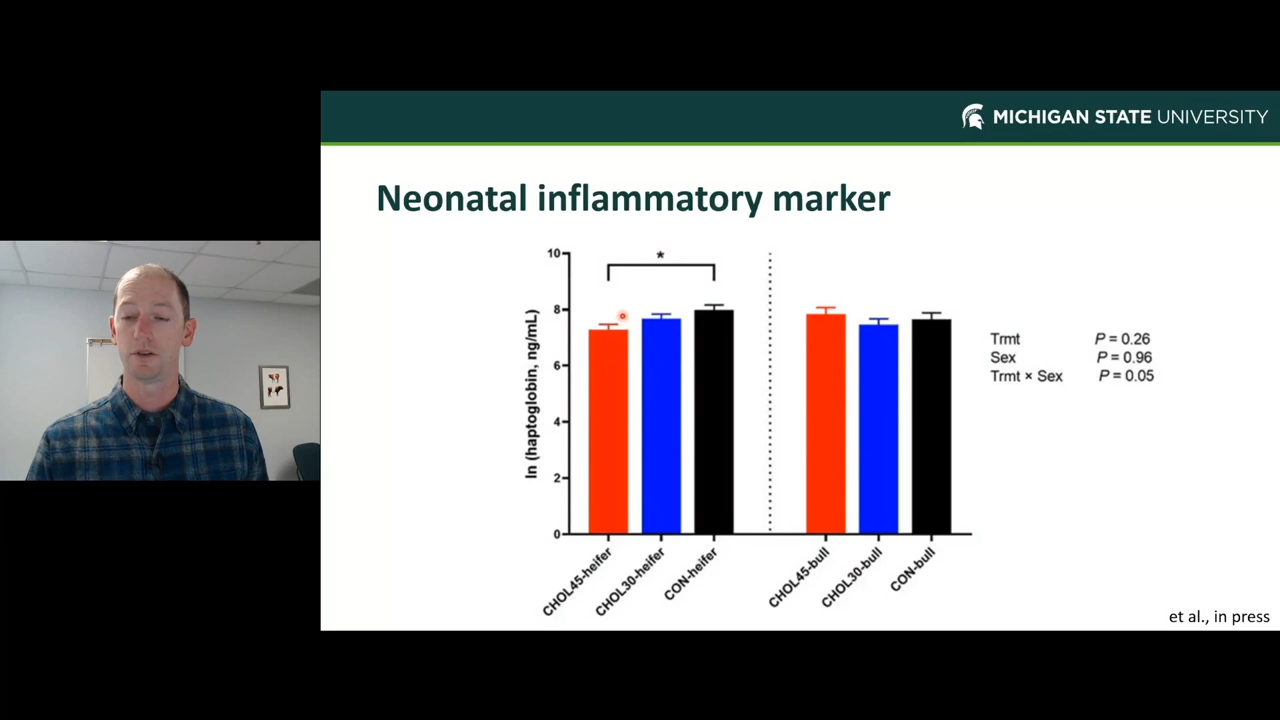 MICHIGAN STATE UNIVERSITY
Neonatal inflammatory marker
*
ln (haptoglobin, ng/mL)
10
8
6
4
2
0
CHOL45-heifer
CHOL30-heifer
CON-heifer
CHOL45-bull
CHOL30-bull
CON-bull
Trmt P = 0.26
Sex P = 0.96
Trmt × Sex P = 0.05
et al., in press